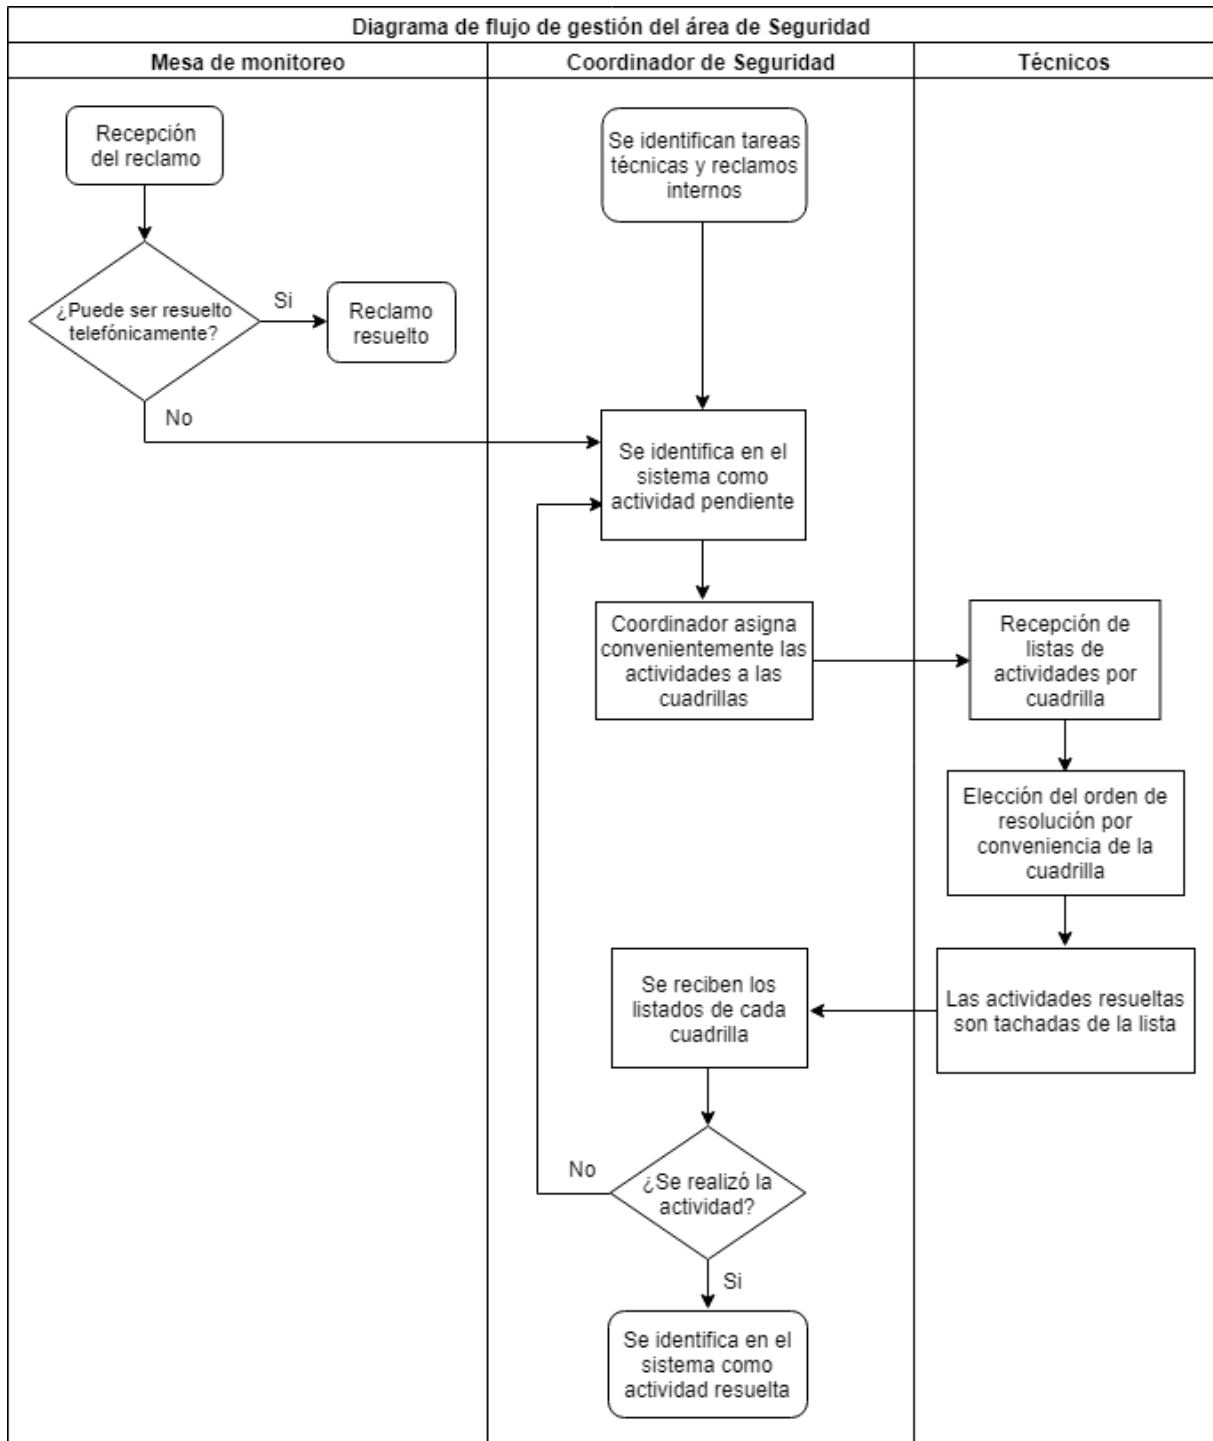 Diagrama de flujo de gestión del área de Seguridad
Mesa de monitoreo
Coordinador de Seguridad
Técnicos
Recepción
del reclamo
¿Puede ser resuelto
telefónicamente?
Si
Reclamo
resuelto
No
Se identifican tareas
técnicas y reclamos
internos
Se identifica en el
sistema como
actividad pendiente
Coordinador asigna
convenientemente las
actividades a las
cuadrillas
Recepción de
listas de
actividades por
cuadrilla
Elección del orden de
resolución por
conveniencia de la
cuadrilla
Las actividades resueltas
son tachadas de la lista
Se reciben los
listados de cada
cuadrilla
¿Se realizó la
actividad?
No
Si
Se identifica en el
sistema como
actividad resuelta